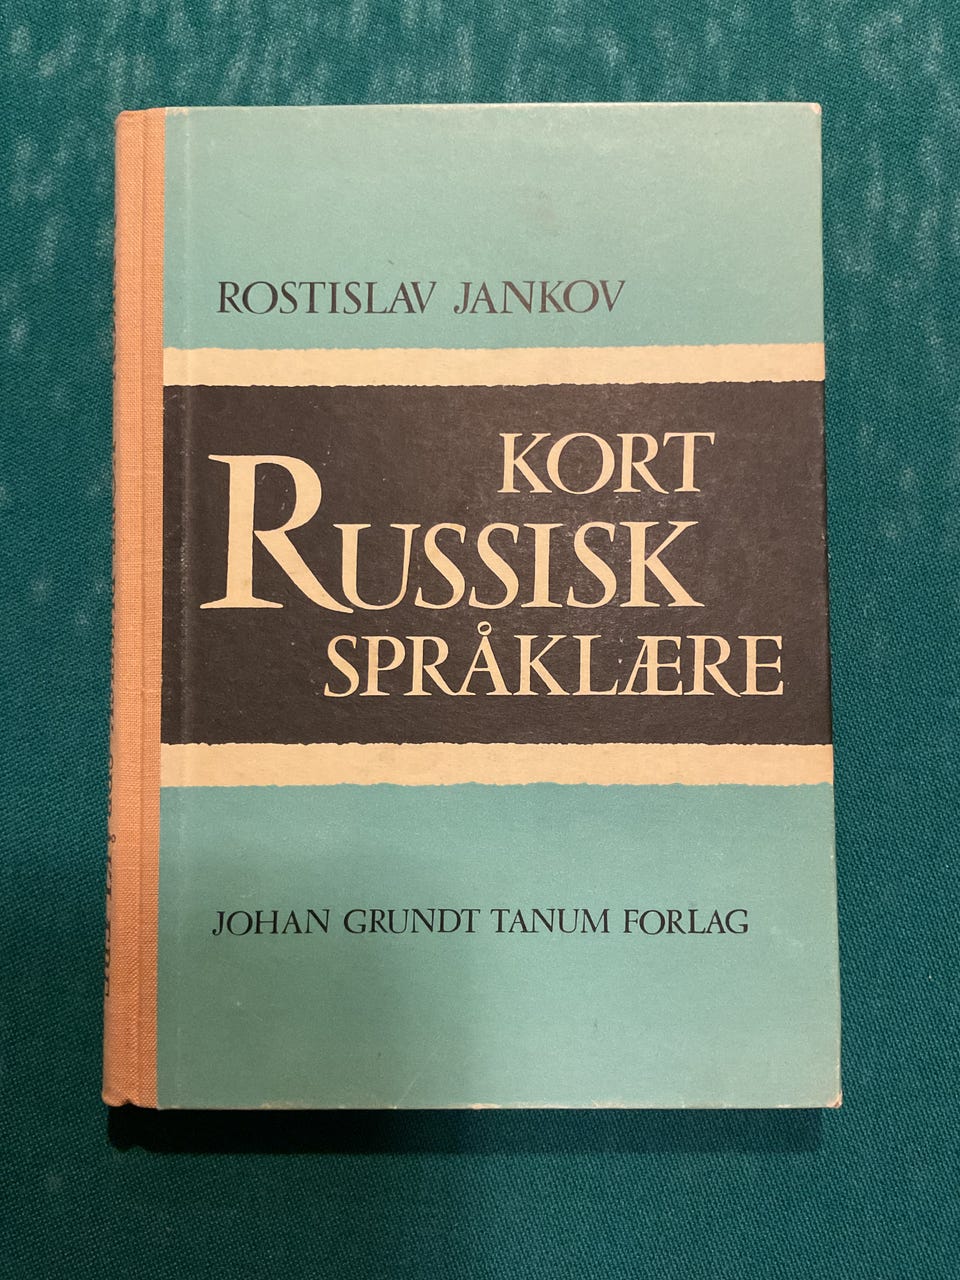 ROSTISLAV JANKOV
KORT
RUSSISK
SPRÅKLÆRE
JOHAN GRUNDT TANUM FORLAG